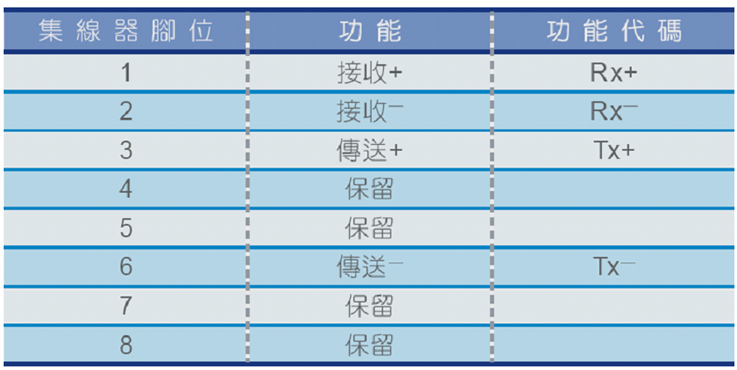 集線器腳位 功能 功能代碼
1 接收+ Rx+
2 接收− Rx−
3 傳送+ Tx+
4 保留
5 保留
6 傳送− Tx−
7 保留
8 保留